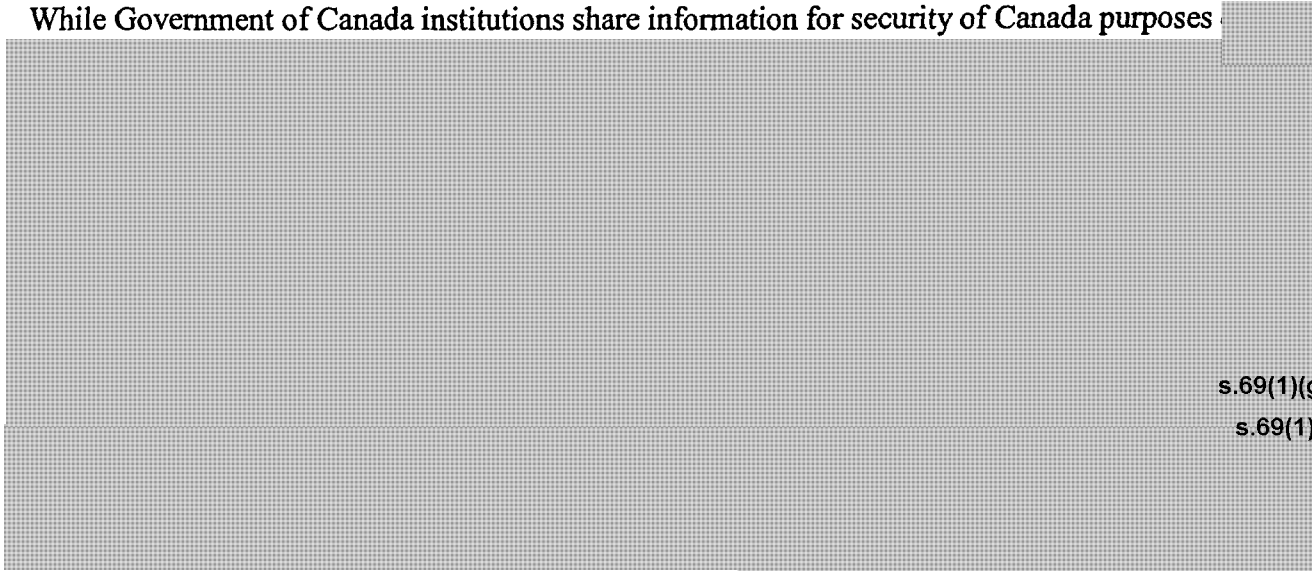 While Government of Canada institutions share information for security of Canada purposes
s.69(1)(g
s.69(1)